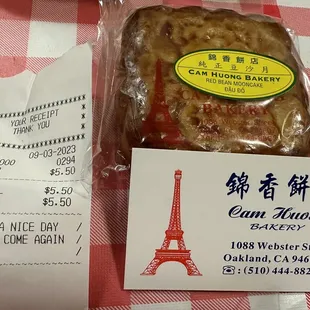 YOUR RECEIPT
THANK YOU
09-03-2023
0294
$5.50
$5.50
$5.50
A NICE DAY
COME AGAIN
錦香餅店
純正豆沙月
CAM HUONG BAKERY
RED BEAN MOONCAKE
ĐẬU ĐỎ
BAKERY
錦香餅
Cam Huon
BAKERY
1088 Webster St
Oakland, CA 946
☎: (510) 444-882